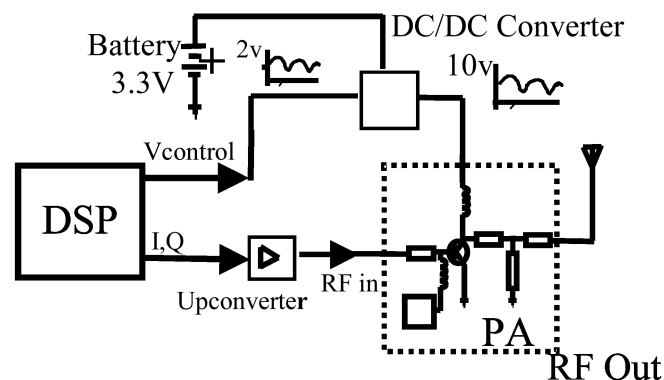 DC/DC Converter
Battery
3.3V
2v
10v
Vcontrol
DSP
I,Q
Upconverter
RF in
PA
RF Out